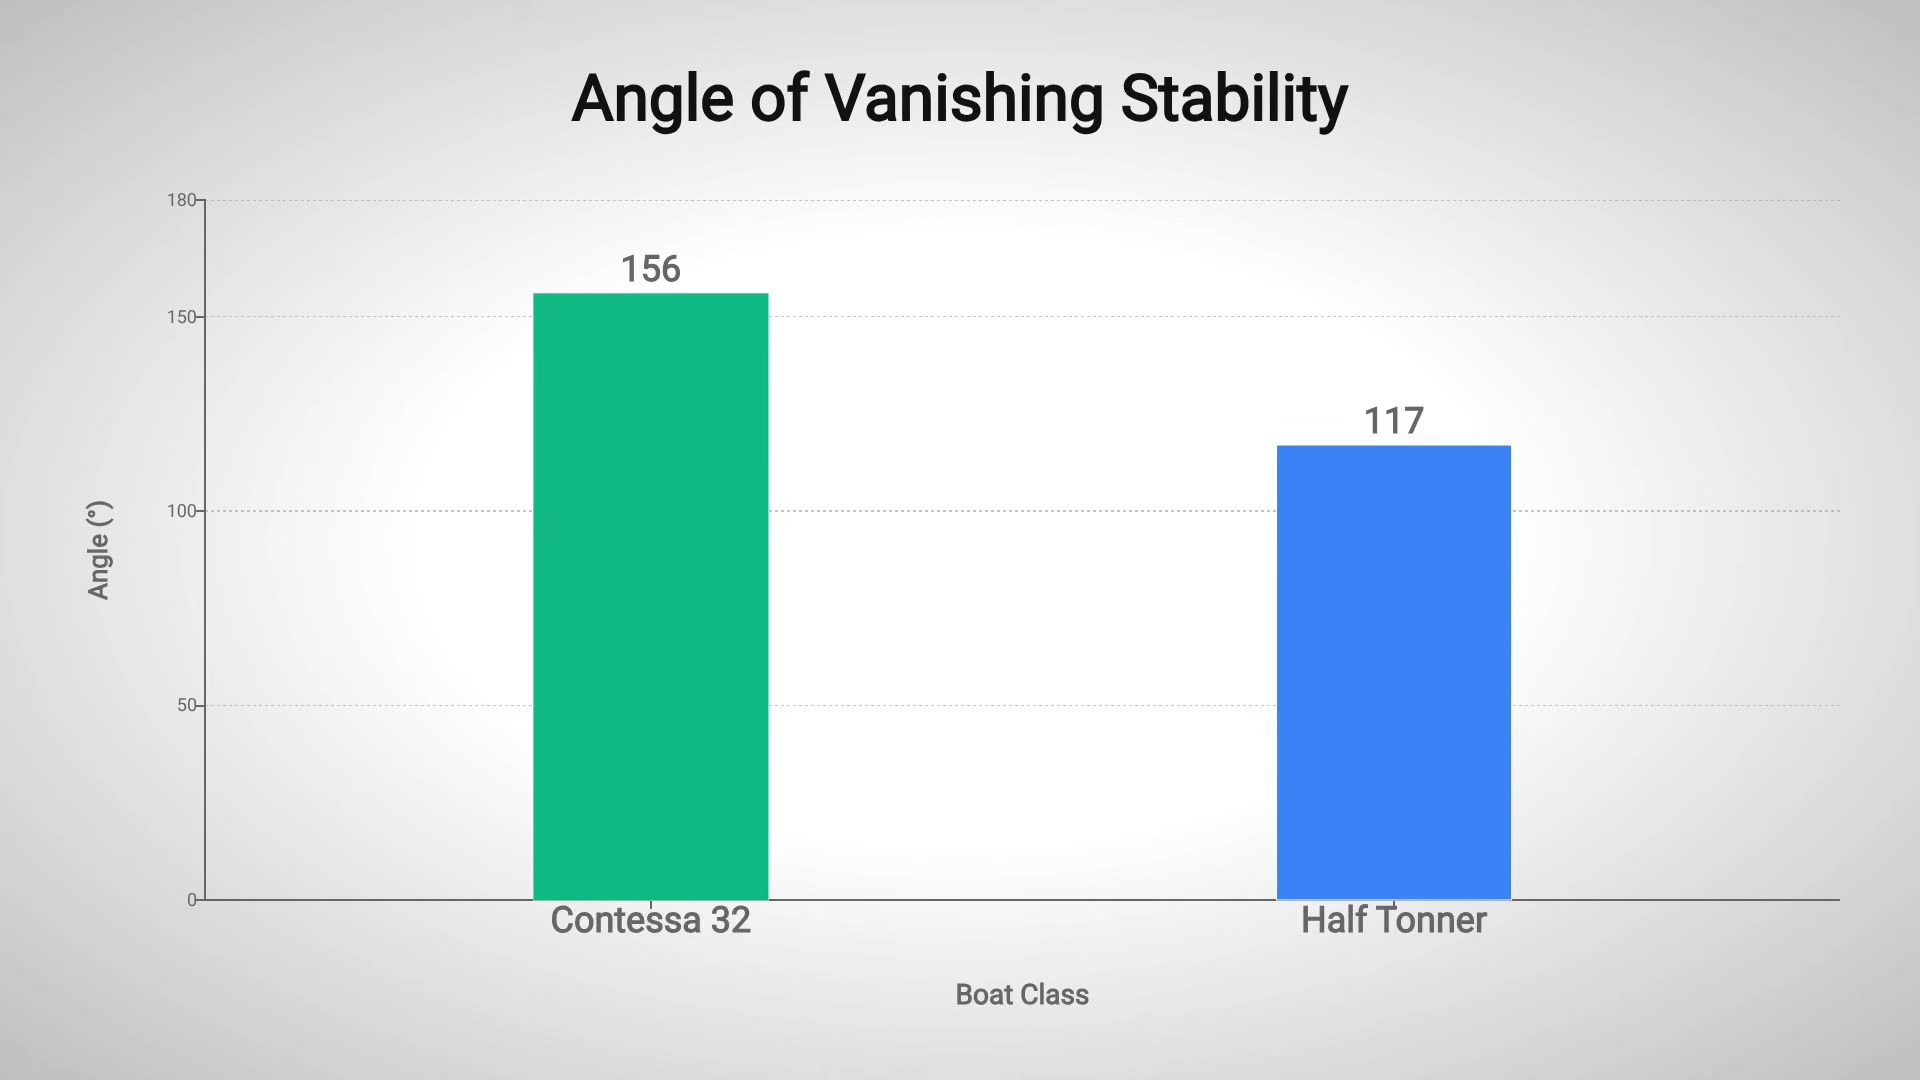 Angle of Vanishing Stability
180
156
150
117
100
Angle (°)
50
0
Contessa 32
Half Tonner
Boat Class